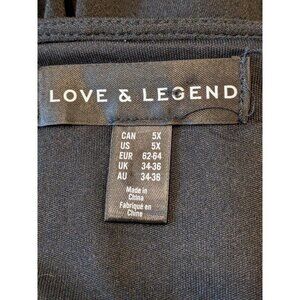 LOVE & LEGEND
CAN 5X
US 5X
EUR 62-64
UK 34-36
AU 34-36
Made in
China
Fabriqué en
Chine